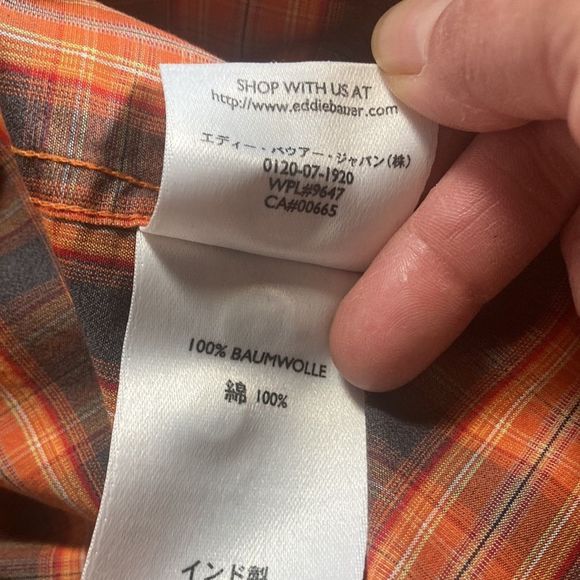 SHOP WITH US AT
http://www.eddiebauer.com
エディー・バウアー・ジャパン(株)
0120-07-1920
WPL#9647
CA#00665
100% BAUMWOLLE
綿 100%
インド製